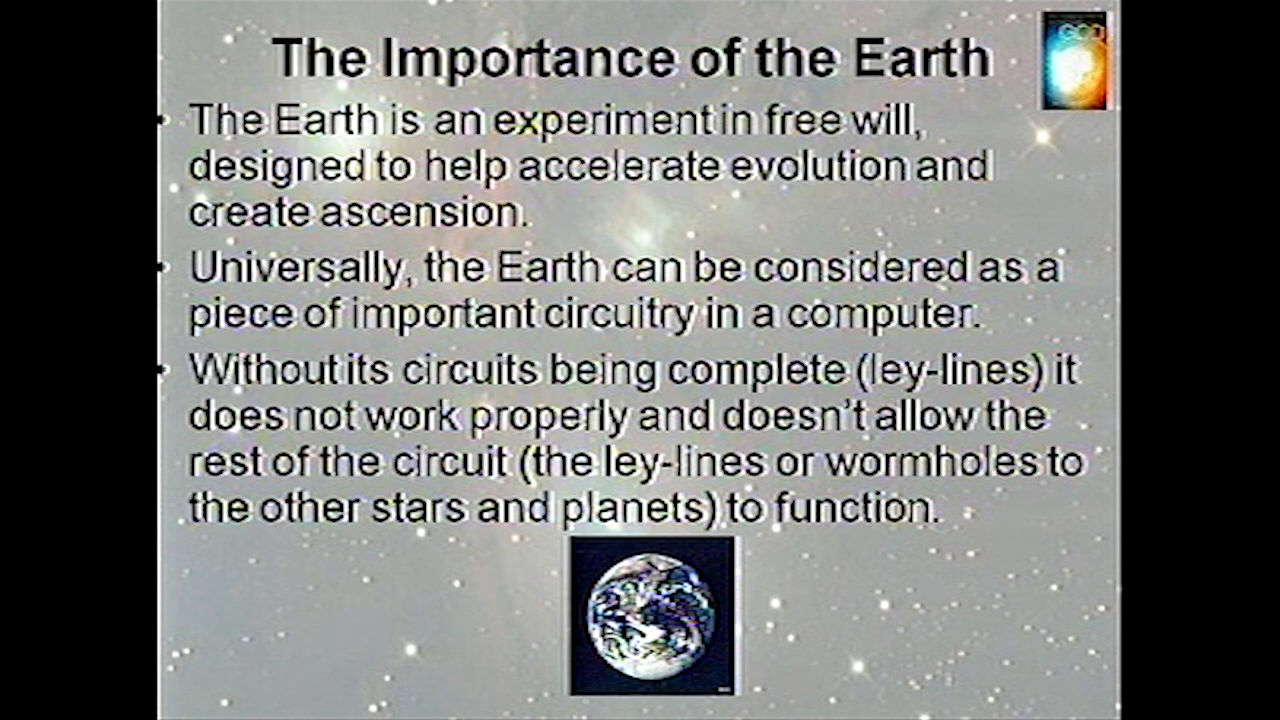 The Importance of the Earth
• The Earth is an experiment in free will,
designed to help accelerate evolution and
create ascension.
• Universally, the Earth can be considered as a
piece of important circuitry in a computer.
• Without its circuits being complete (ley-lines) it
does not work properly and doesn't allow the
rest of the circuit (the ley-lines or wormholes to
the other stars and planets) to function.